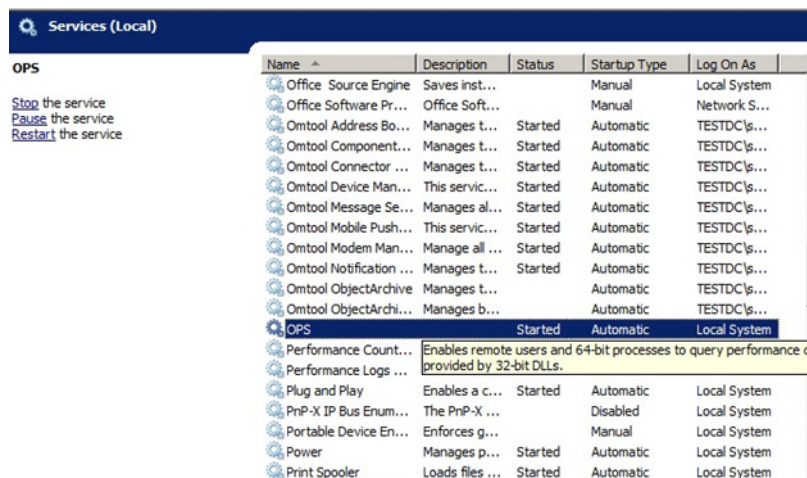 Services (Local)
OPS
Stop the service
Pause the service
Restart the service
Name Description Status Startup Type Log On As
Office Source Engine Saves inst... Manual Local System
Office Software Pr... Office Soft... Manual Network S...
Omtool Address Bo... Manages t... Started Automatic TESTDC\s...
Omtool Component... Manages t... Started Automatic TESTDC\s...
Omtool Connector ... Manages t... Started Automatic TESTDC\s...
Omtool Device Man... This servic... Started Automatic TESTDC\s...
Omtool Message Se... Manages al... Started Automatic TESTDC\s...
Omtool Mobile Push... This servic... Started Automatic TESTDC\s...
Omtool Modem Man... Manage all ... Started Automatic TESTDC\s...
Omtool Notification ... Manages t... Started Automatic TESTDC\s...
Omtool ObjectArchive Manages t... Automatic TESTDC\s...
Omtool ObjectArchi... Manages b... Automatic TESTDC\s...
OPS Started Automatic Local System
Performance Count... Enables remote users and 64-bit processes to query performance
Performance Logs ... provided by 32-bit DLLs.
Plug and Play Enables a c... Started Automatic Local System
PnP-X IP Bus Enum... The PnP-X ... Disabled Local System
Portable Device En... Enforces g... Manual Local System
Power Manages p... Started Automatic Local System
Print Spooler Loads files ... Started Automatic Local System